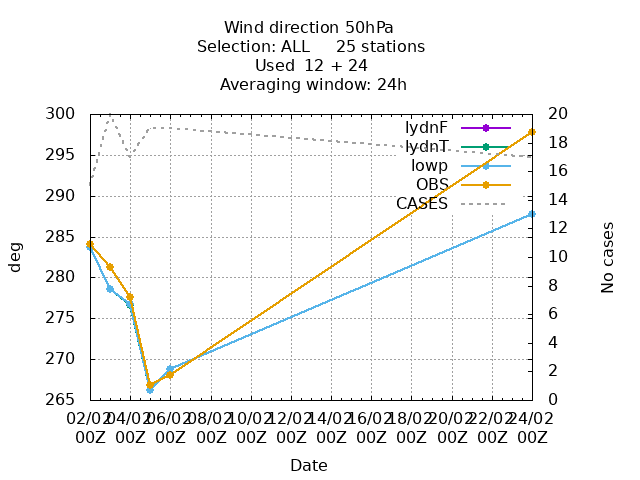 Wind direction 50hPa
Selection: ALL     25 stations
Used  12 + 24
Averaging window: 24h
300
295
290
285
280
275
270
265
deg
20
18
16
14
12
10
8
6
4
2
0
No cases
lydnF
lydnT
lowp
OBS
CASES
02/02 04/02 06/02 08/02 10/02 12/02 14/02 16/02 18/02 20/02 22/02 24/02
00Z 00Z 00Z 00Z 00Z 00Z 00Z 00Z 00Z 00Z 00Z 00Z
Date